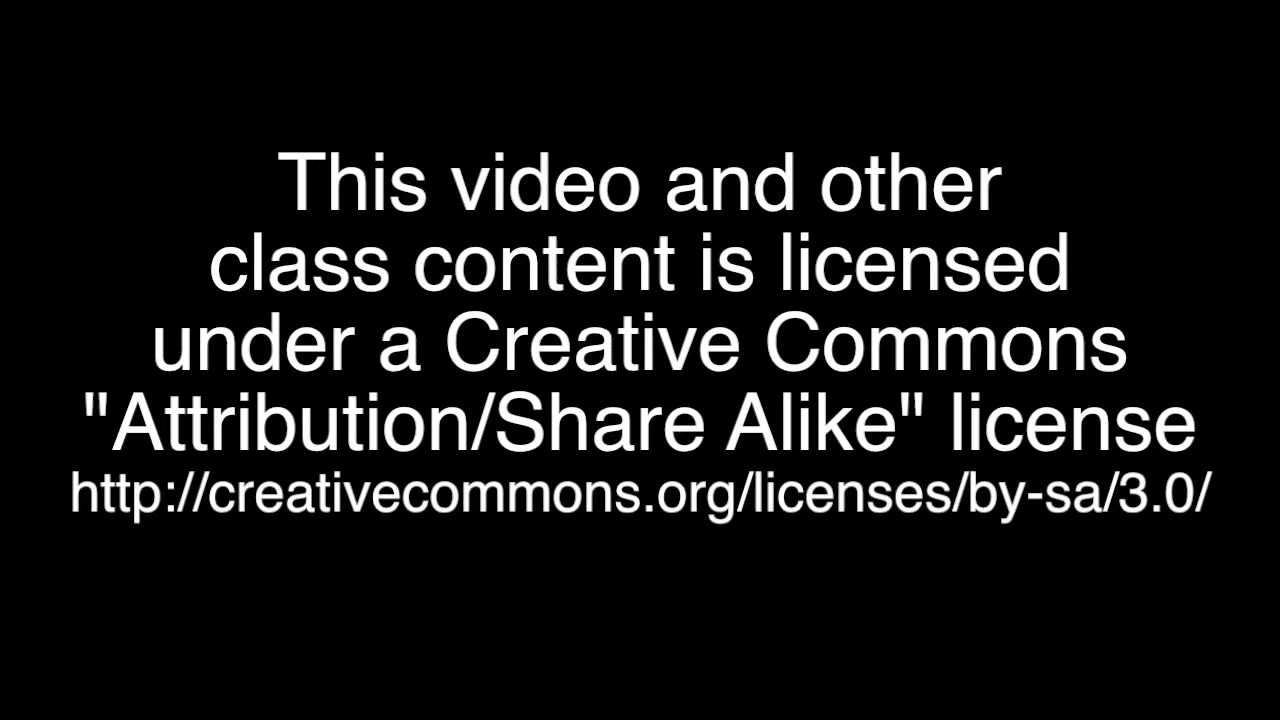 This video and other
class content is licensed
under a Creative Commons
"Attribution/Share Alike" license
http://creativecommons.org/licenses/by-sa/3.0/